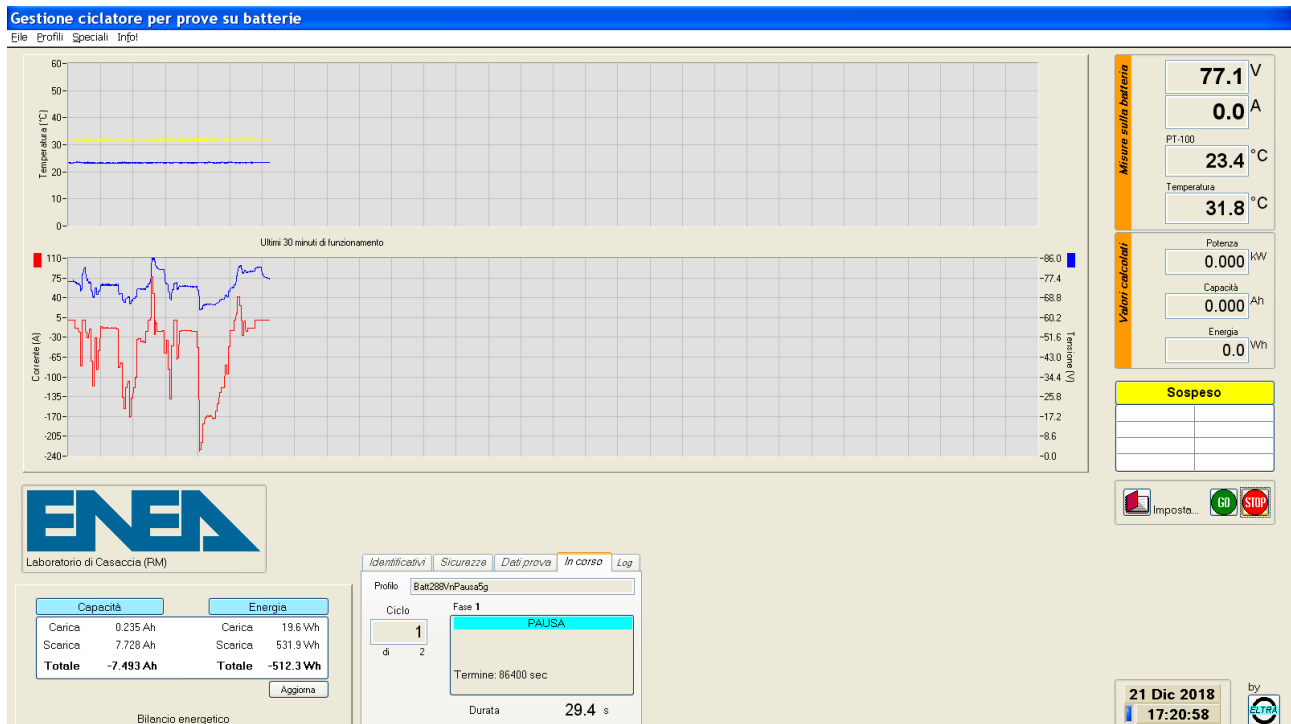 Gestione ciclatore per prove su batterie
File Profili Speciali Info!
60
50
40
30
20
10
0
Temperatura (°C)
Ultimi 30 minuti di funzionamento
110
75
40
5
-30
-65
-100
-135
-170
-205
-240
Corrente (A)
86.0
77.4
68.8
60.2
51.6
43.0
34.4
25.8
17.2
8.6
0.0
Tensione (V)
Misure sulla batteria
77.1 V
0.0 A
PT-100
23.4 °C
Temperatura
31.8 °C
Valori calcolati
Potenza
0.000 kW
Capacità
0.000 Ah
Energia
0.0 Wh
Sospeso
Imposta... GO STOP
ENEA
Laboratorio di Casaccia (RM)
Capacità Energia
Carica 0.235 Ah Carica 19.6 Wh
Scarica 7.728 Ah Scarica 531.9 Wh
Totale -7.493 Ah Totale -512.3 Wh
Aggiorna
Bilancio energetico
Identificativi Sicurezze Dati prova In corso Log
Profilo Batt288VnPausa5g
Ciclo Fase 1
1 PAUSA
di 2
Termine: 86400 sec
Durata 29.4 s
21 Dic 2018
17:20:58
by
ELTRA